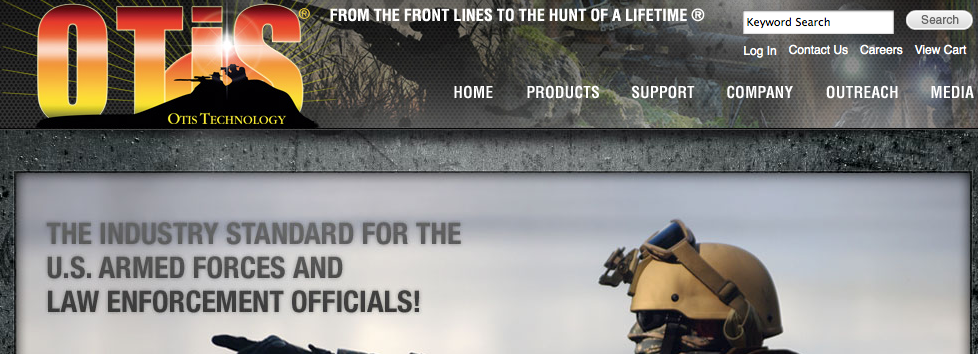 OTiS®
OTIS TECHNOLOGY
FROM THE FRONT LINES TO THE HUNT OF A LIFETIME ®
Keyword Search
Search
Log In Contact Us Careers View Cart
HOME PRODUCTS SUPPORT COMPANY OUTREACH MEDIA
THE INDUSTRY STANDARD FOR THE
U.S. ARMED FORCES AND
LAW ENFORCEMENT OFFICIALS!